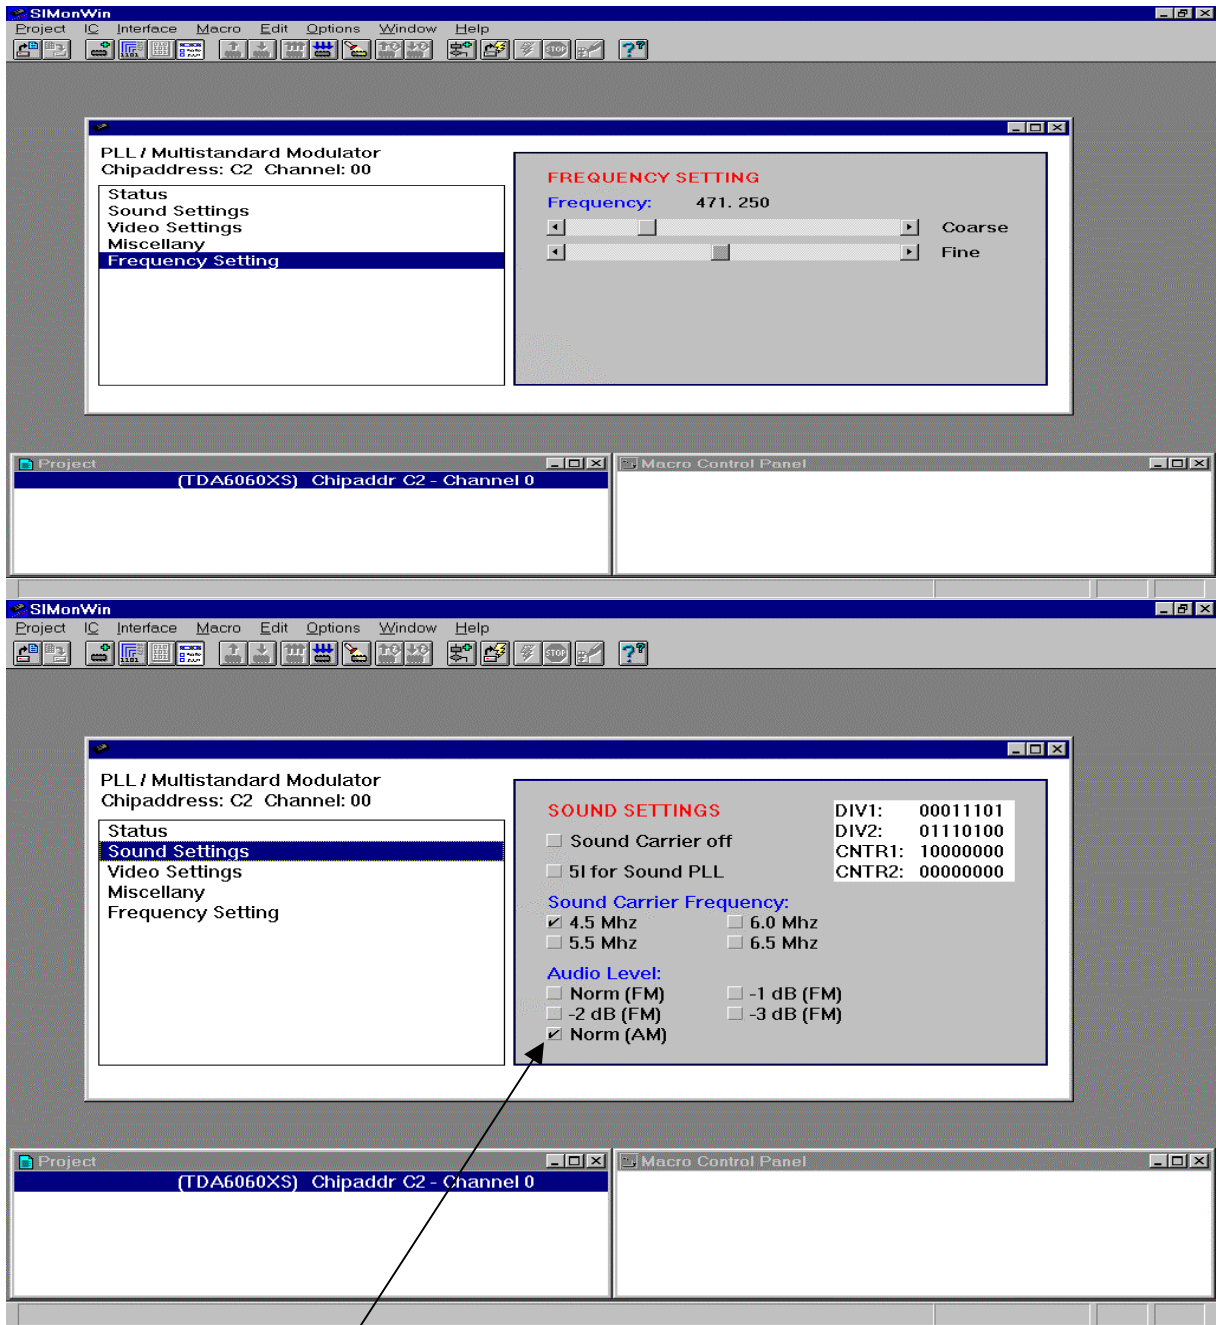 SIMonWin
Project IC Interface Macro Edit Options Window Help
PLL / Multistandard Modulator
Chipaddress: C2 Channel: 00
Status
Sound Settings
Video Settings
Miscellany
Frequency Setting
FREQUENCY SETTING
Frequency: 471. 250
Coarse
Fine
Project
(TDA6060XS) Chipaddr C2 - Channel 0
Macro Control Panel
SIMonWin
Project IC Interface Macro Edit Options Window Help
STOP
PLL / Multistandard Modulator
Chipaddress: C2 Channel: 00
Status
Sound Settings
Video Settings
Miscellany
Frequency Setting
SOUND SETTINGS
Sound Carrier off
5I for Sound PLL
DIV1: 00011101
DIV2: 01110100
CNTR1: 10000000
CNTR2: 00000000
Sound Carrier Frequency:
4.5 Mhz 6.0 Mhz
5.5 Mhz 6.5 Mhz
Audio Level:
Norm (FM) -1 dB (FM)
-2 dB (FM) -3 dB (FM)
Norm (AM)
Project
(TDA6060XS) Chipaddr C2 - Channel 0
Macro Control Panel